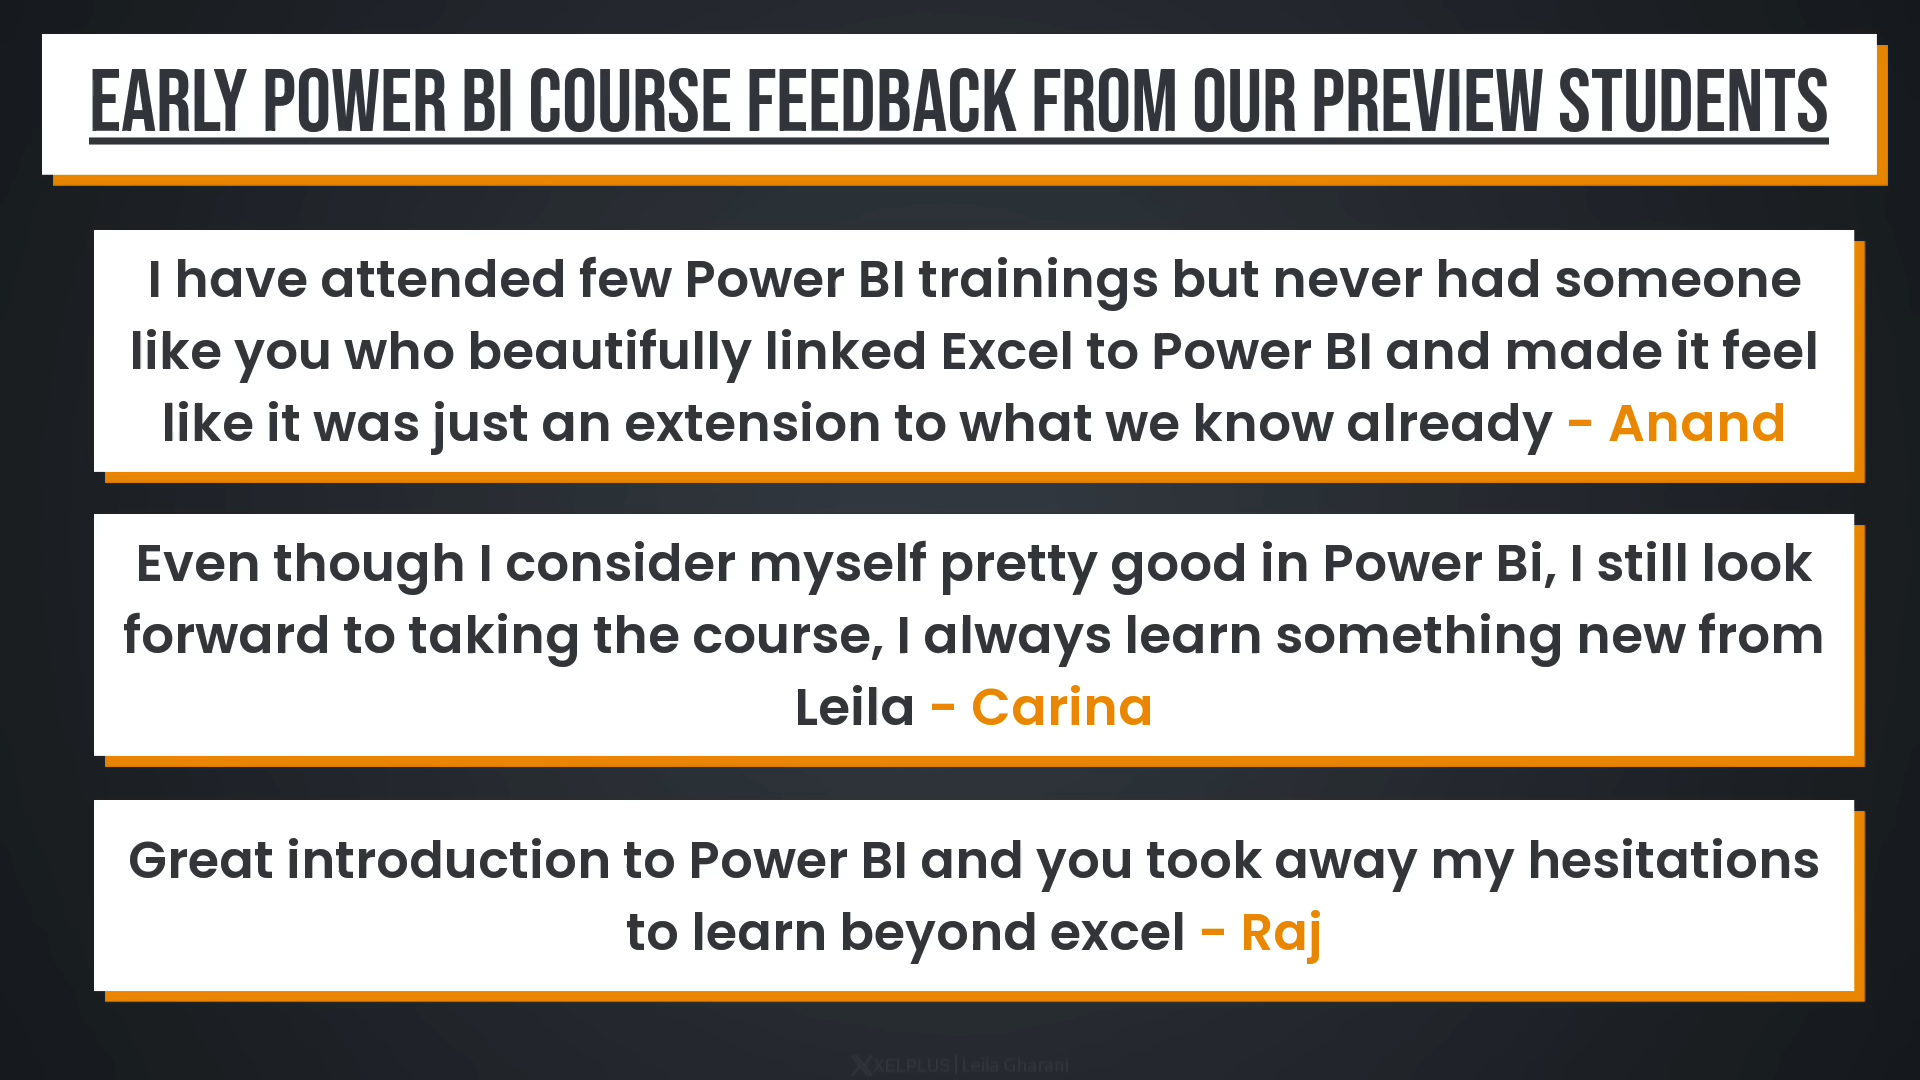 EARLY POWER BI COURSE FEEDBACK FROM OUR PREVIEW STUDENTS
I have attended few Power BI trainings but never had someone
like you who beautifully linked Excel to Power BI and made it feel
like it was just an extension to what we know already - Anand
Even though I consider myself pretty good in Power Bi, I still look
forward to taking the course, I always learn something new from
Leila - Carina
Great introduction to Power BI and you took away my hesitations
to learn beyond excel - Raj
XELPLUS | Leila Gharani